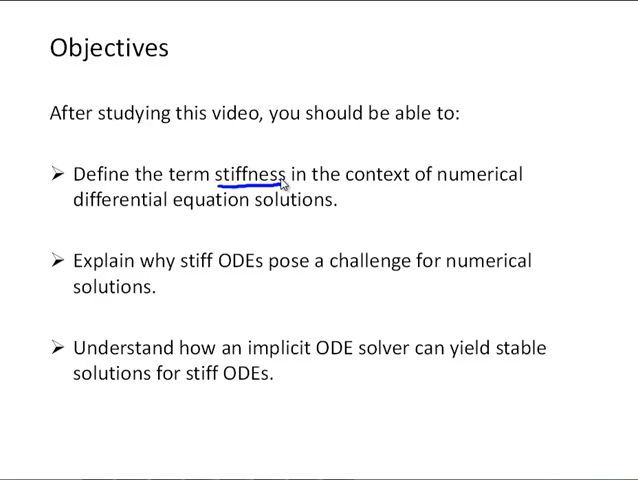 Objectives
After studying this video, you should be able to:
➢ Define the term stiffness in the context of numerical
differential equation solutions.
➢ Explain why stiff ODEs pose a challenge for numerical
solutions.
➢ Understand how an implicit ODE solver can yield stable
solutions for stiff ODEs.